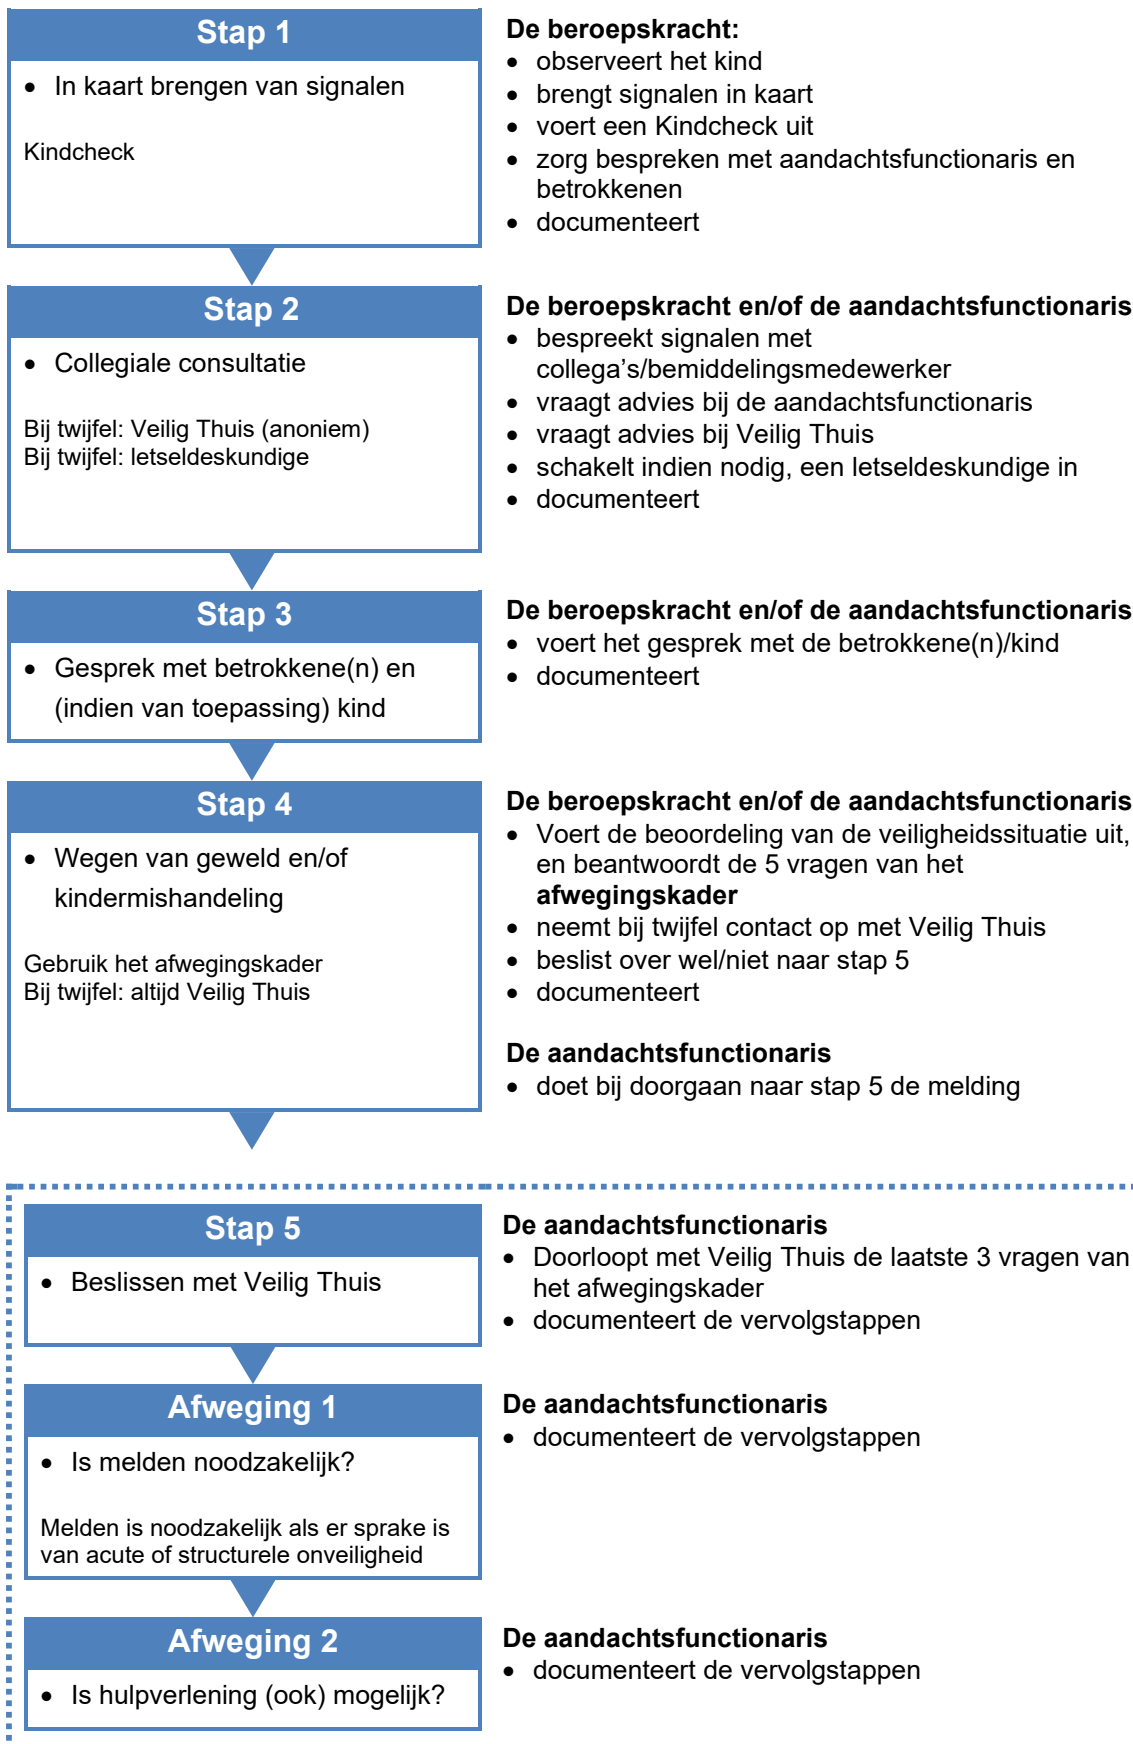 Stap 1
• In kaart brengen van signalen
Kindcheck
De beroepskracht:
• observeert het kind
• brengt signalen in kaart
• voert een Kindcheck uit
• zorg bespreken met aandachtsfunctionaris en
betrokkenen
• documenteert
Stap 2
• Collegiale consultatie
Bij twijfel: Veilig Thuis (anoniem)
Bij twijfel: letseldeskundige
De beroepskracht en/of de aandachtsfunctionaris
• bespreekt signalen met
collega's/bemiddelingsmedewerker
• vraagt advies bij de aandachtsfunctionaris
• vraagt advies bij Veilig Thuis
• schakelt indien nodig, een letseldeskundige in
• documenteert
Stap 3
• Gesprek met betrokkene(n) en
(indien van toepassing) kind
De beroepskracht en/of de aandachtsfunctionaris
• voert het gesprek met de betrokkene(n)/kind
• documenteert
Stap 4
• Wegen van geweld en/of
kindermishandeling
Gebruik het afwegingskader
Bij twijfel: altijd Veilig Thuis
De beroepskracht en/of de aandachtsfunctionaris
• Voert de beoordeling van de veiligheidssituatie uit,
en beantwoordt de 5 vragen van het
afwegingskader
• neemt bij twijfel contact op met Veilig Thuis
• beslist over wel/niet naar stap 5
• documenteert
De aandachtsfunctionaris
• doet bij doorgaan naar stap 5 de melding
Stap 5
• Beslissen met Veilig Thuis
De aandachtsfunctionaris
• Doorloopt met Veilig Thuis de laatste 3 vragen van
het afwegingskader
• documenteert de vervolgstappen
Afweging 1
• Is melden noodzakelijk?
Melden is noodzakelijk als er sprake is
van acute of structurele onveiligheid
De aandachtsfunctionaris
• documenteert de vervolgstappen
Afweging 2
• Is hulpverlening (ook) mogelijk?
De aandachtsfunctionaris
• documenteert de vervolgstappen